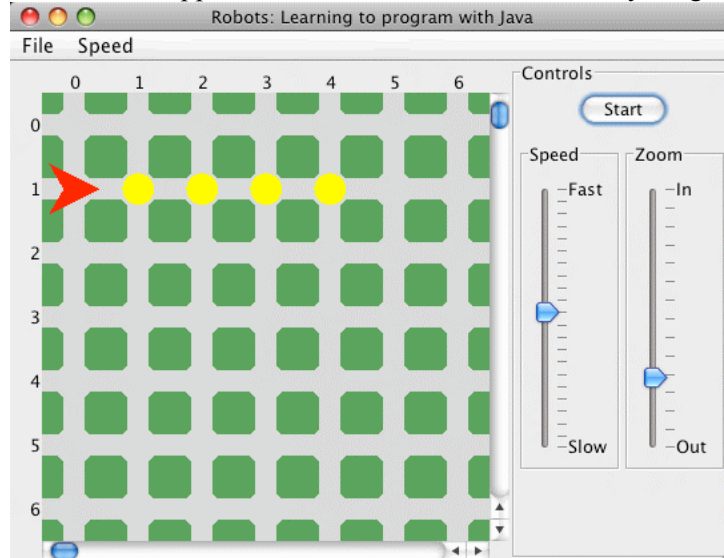 Robots: Learning to program with Java
File Speed
0 1 2 3 4 5 6
0
1
2
3
4
5
6
Controls
Start
Speed
Fast
Slow
Zoom
In
Out